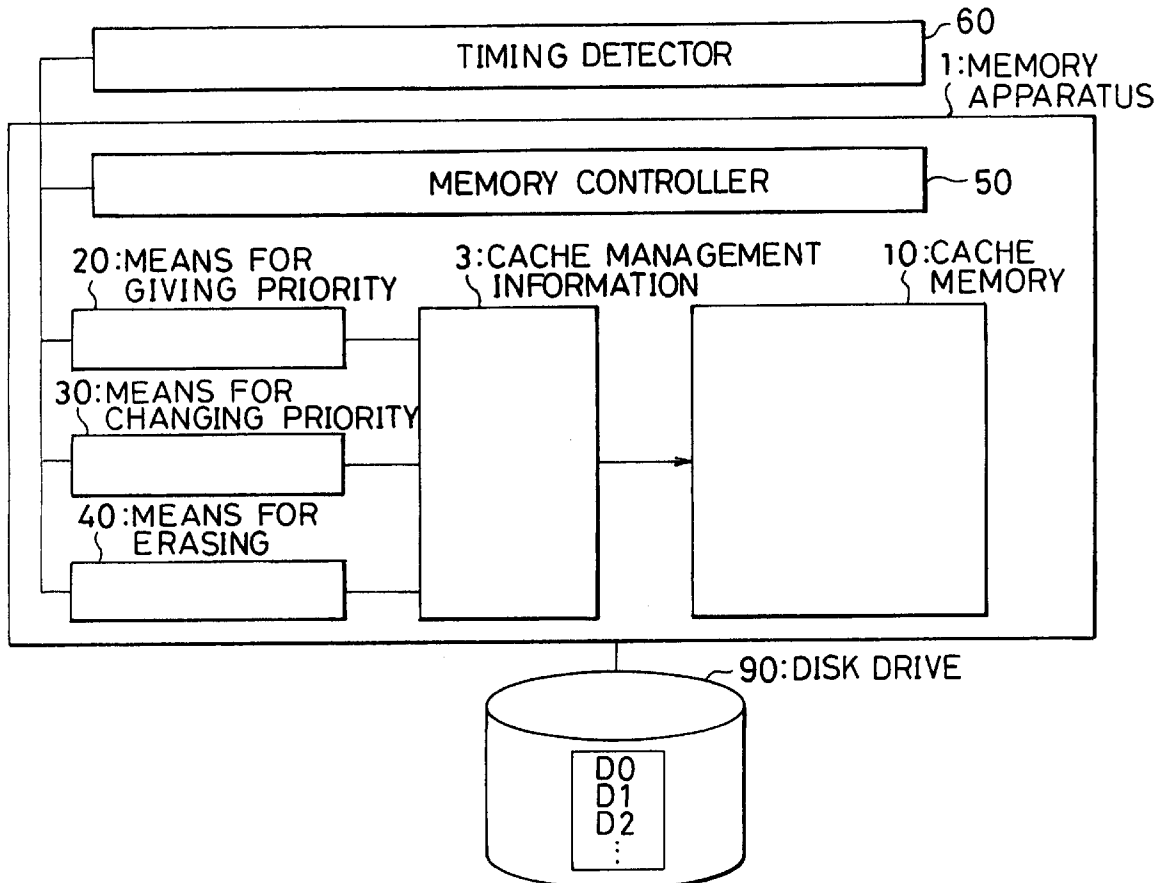 60
TIMING DETECTOR
1:MEMORY
APPARATUS
MEMORY CONTROLLER
50
20:MEANS FOR
GIVING PRIORITY
3:CACHE MANAGEMENT
INFORMATION
10:CACHE
MEMORY
30:MEANS FOR
CHANGING PRIORITY
40:MEANS FOR
ERASING
90:DISK DRIVE
D0
D1
D2
⋮